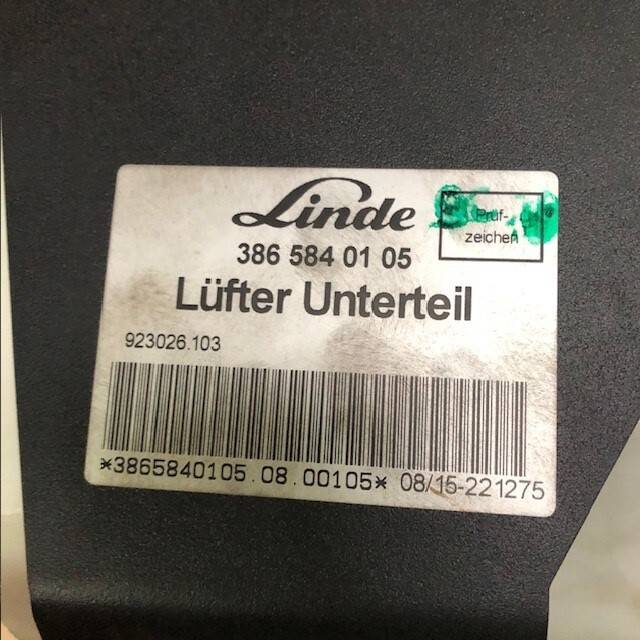 Linde
Prüf-
zeichen
386 584 01 05
Lüfter Unterteil
923026.103
*3865840105.08.00105* 08/15-221275